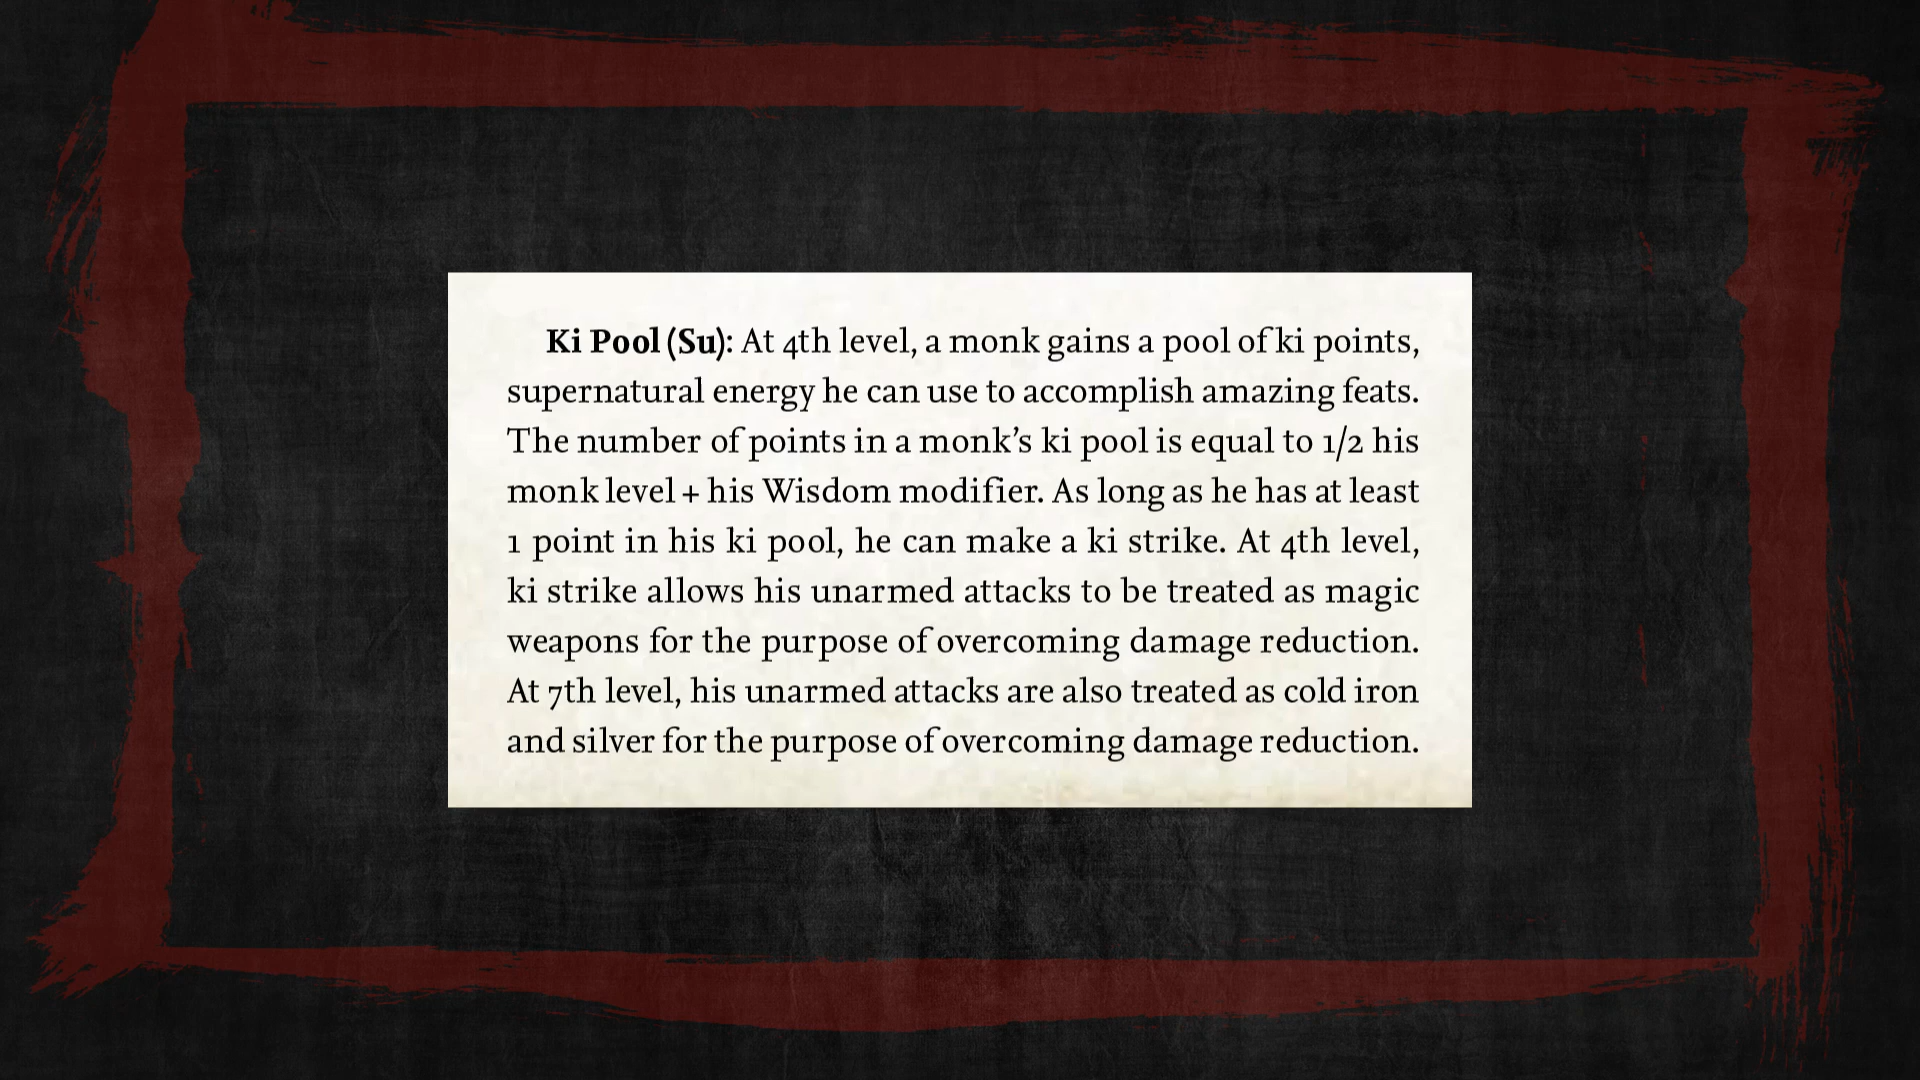 Ki Pool (Su): At 4th level, a monk gains a pool of ki points,
supernatural energy he can use to accomplish amazing feats.
The number of points in a monk’s ki pool is equal to 1/2 his
monk level + his Wisdom modifier. As long as he has at least
1 point in his ki pool, he can make a ki strike. At 4th level,
ki strike allows his unarmed attacks to be treated as magic
weapons for the purpose of overcoming damage reduction.
At 7th level, his unarmed attacks are also treated as cold iron
and silver for the purpose of overcoming damage reduction.